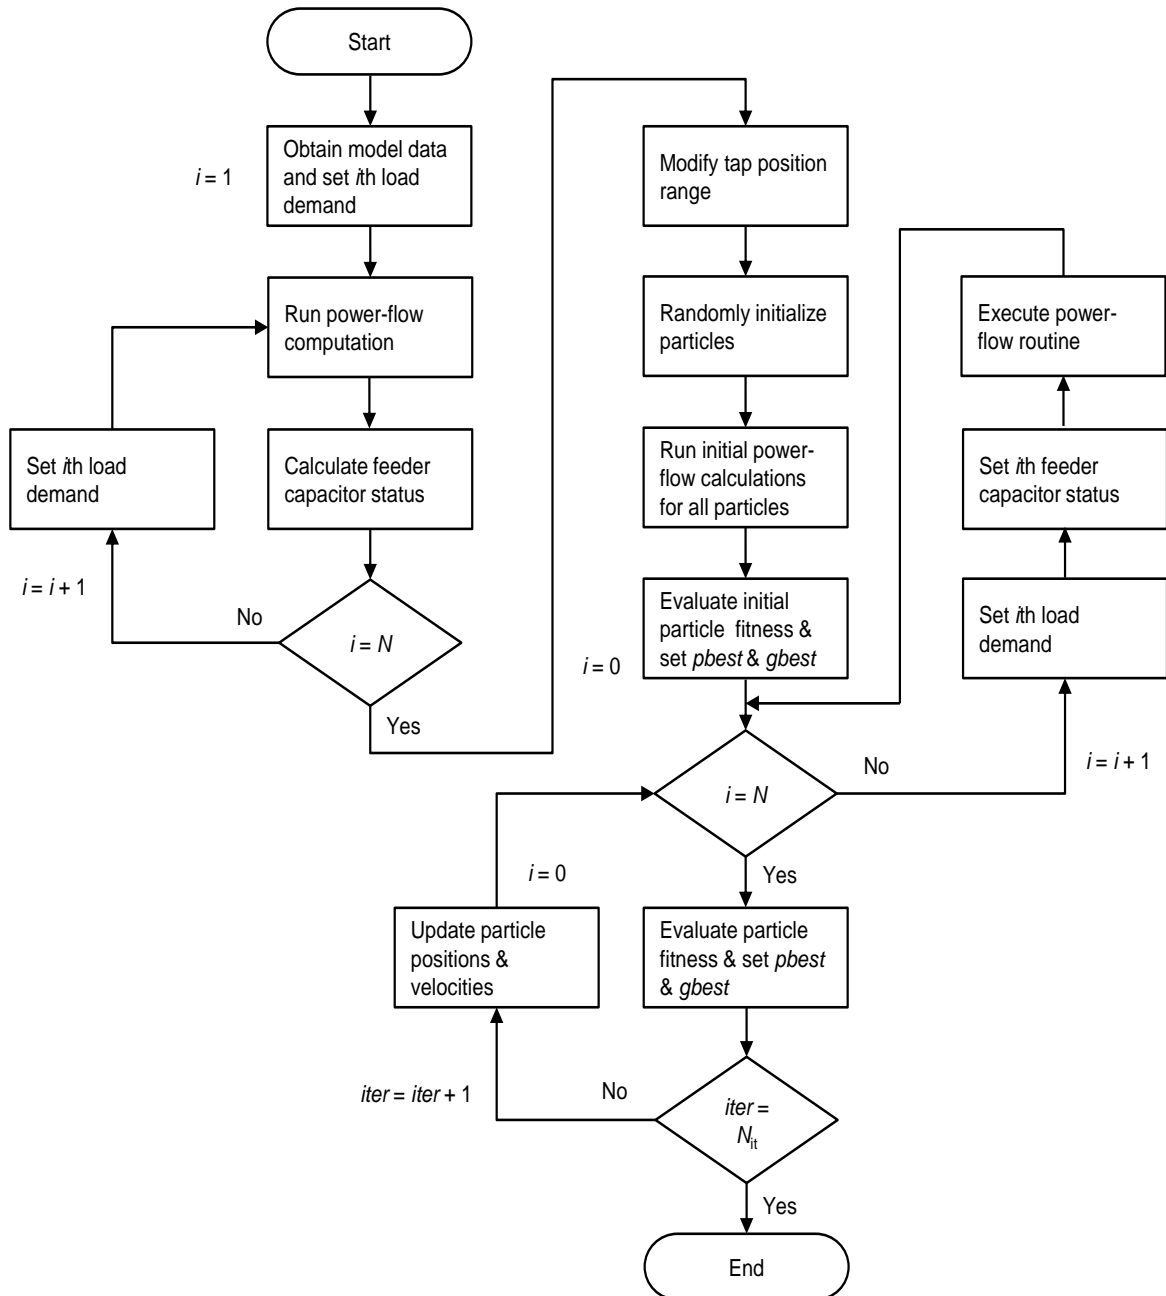 Start
i = 1
Obtain model data
and set ith load
demand
Run power-flow
computation
Set ith load
demand
Calculate feeder
capacitor status
i = i + 1
No
i = N
Yes
Modify tap position
range
Randomly initialize
particles
Run initial power-
flow calculations
for all particles
Evaluate initial
particle fitness &
set pbest & gbest
i = 0
Execute power-
flow routine
Set ith feeder
capacitor status
Set ith load
demand
i = i + 1
No
i = N
Yes
i = 0
Update particle
positions &
velocities
Evaluate particle
fitness & set pbest
& gbest
iter = iter + 1
No
iter =
Nit
Yes
End